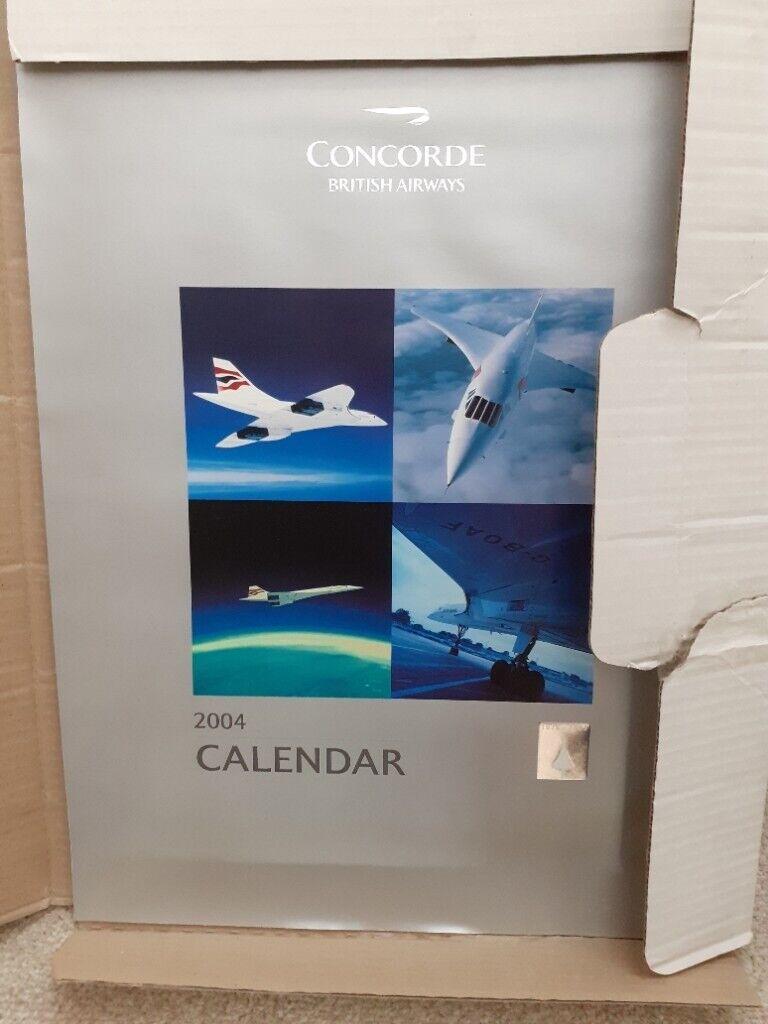 CONCORDE
BRITISH AIRWAYS
G-BOAF
2004
CALENDAR